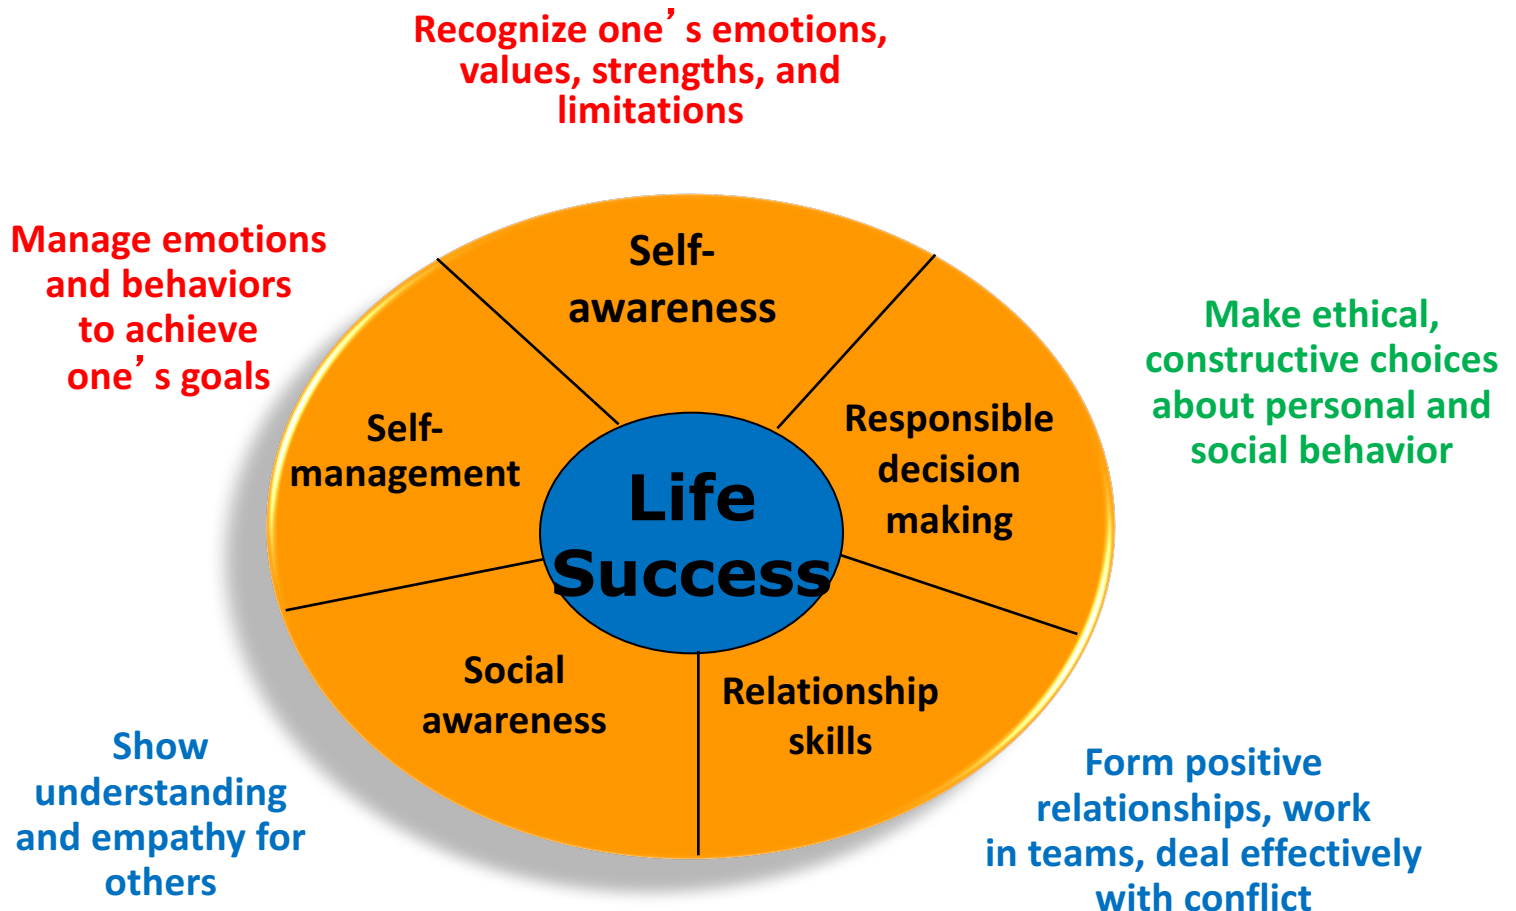 Recognize one’s emotions,
values, strengths, and
limitations
Manage emotions
and behaviors
to achieve
one’s goals
Self-
awareness
Make ethical,
constructive choices
about personal and
social behavior
Self-
management
Responsible
decision
making
Life
Success
Social
awareness
Relationship
skills
Show
understanding
and empathy for
others
Form positive
relationships, work
in teams, deal effectively
with conflict